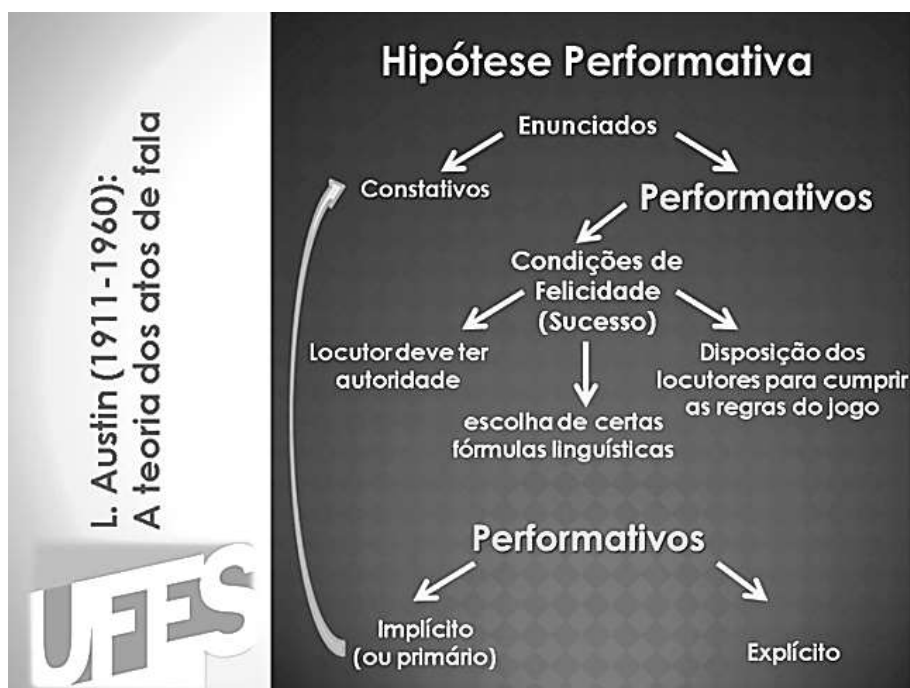 L. Austin (1911-1960):
A teoria dos atos de fala
UFES
Hipótese Performativa
Enunciados
Constativos
Performativos
Condições de
Felicidade
(Sucesso)
Locutor deve ter
autoridade
escolha de certas
fórmulas linguísticas
Disposição dos
locutores para cumprir
as regras do jogo
Performativos
Implícito
(ou primário)
Explícito